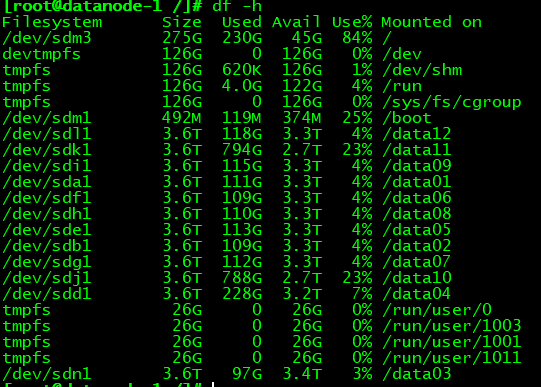 [root@datanode-1 /]# df -h
Filesystem      Size  Used Avail Use% Mounted on
/dev/sdm3       275G  230G   45G  84% /
devtmpfs        126G     0  126G   0% /dev
tmpfs           126G  620K  126G   1% /dev/shm
tmpfs           126G  4.0G  122G   4% /run
tmpfs           126G     0  126G   0% /sys/fs/cgroup
/dev/sdm1       492M  119M  374M  25% /boot
/dev/sdl1       3.6T  118G  3.3T   4% /data12
/dev/sdk1       3.6T  794G  2.7T  23% /data11
/dev/sdi1       3.6T  115G  3.3T   4% /data09
/dev/sda1       3.6T  111G  3.3T   4% /data01
/dev/sdf1       3.6T  109G  3.3T   4% /data06
/dev/sdh1       3.6T  110G  3.3T   4% /data08
/dev/sde1       3.6T  113G  3.3T   4% /data05
/dev/sdb1       3.6T  109G  3.3T   4% /data02
/dev/sdg1       3.6T  112G  3.3T   4% /data07
/dev/sdj1       3.6T  788G  2.7T  23% /data10
/dev/sdd1       3.6T  228G  3.2T   7% /data04
tmpfs            26G     0   26G   0% /run/user/0
tmpfs            26G     0   26G   0% /run/user/1003
tmpfs            26G     0   26G   0% /run/user/1001
tmpfs            26G     0   26G   0% /run/user/1011
/dev/sdn1       3.6T   97G  3.4T   3% /data03
[root@datanode-1 /]#